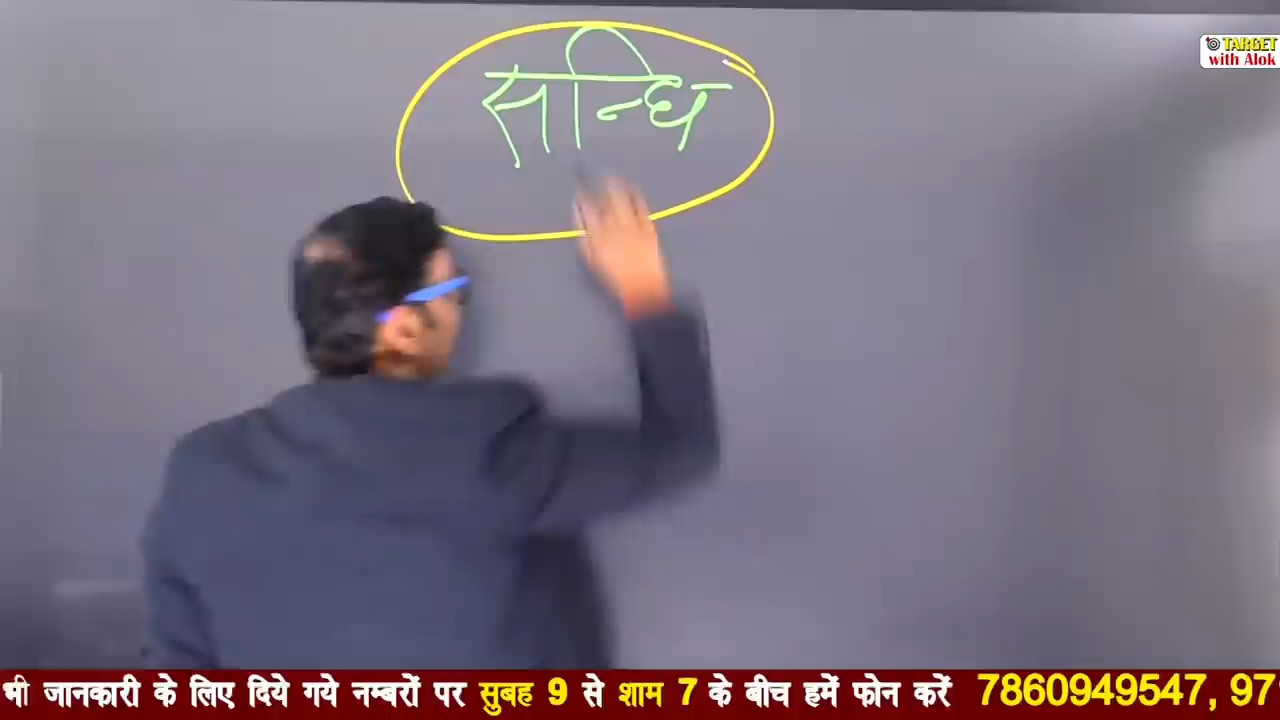 सन्धि
TARGET
with Alok
भी जानकारी के लिए दिये गये नम्बरों पर सुबह 9 से शाम 7 के बीच हमें फोन करें 7860949547, 97